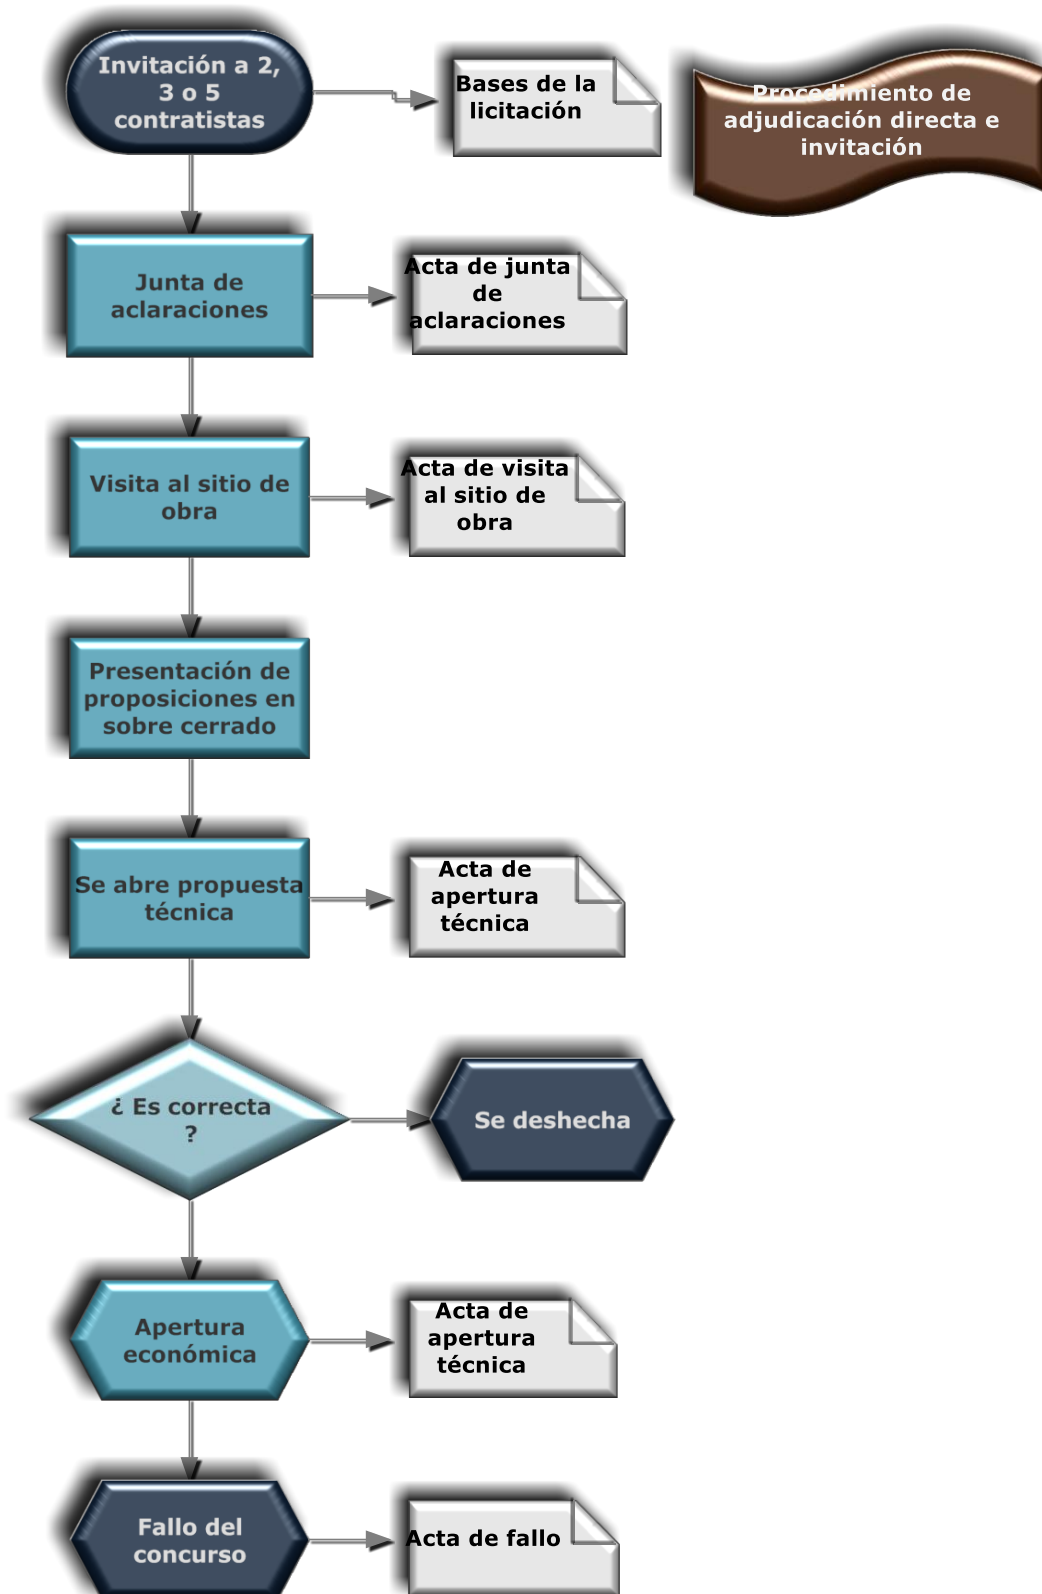 Invitación a 2,
3 o 5
contratistas
Bases de la
licitación
Procedimiento de
adjudicación directa e
invitación
Junta de
aclaraciones
Acta de junta
de
aclaraciones
Visita al sitio de
obra
Acta de visita
al sitio de
obra
Presentación de
proposiciones en
sobre cerrado
Se abre propuesta
técnica
Acta de
apertura
técnica
¿ Es correcta
?
Se deshecha
Apertura
económica
Acta de
apertura
técnica
Fallo del
concurso
Acta de fallo